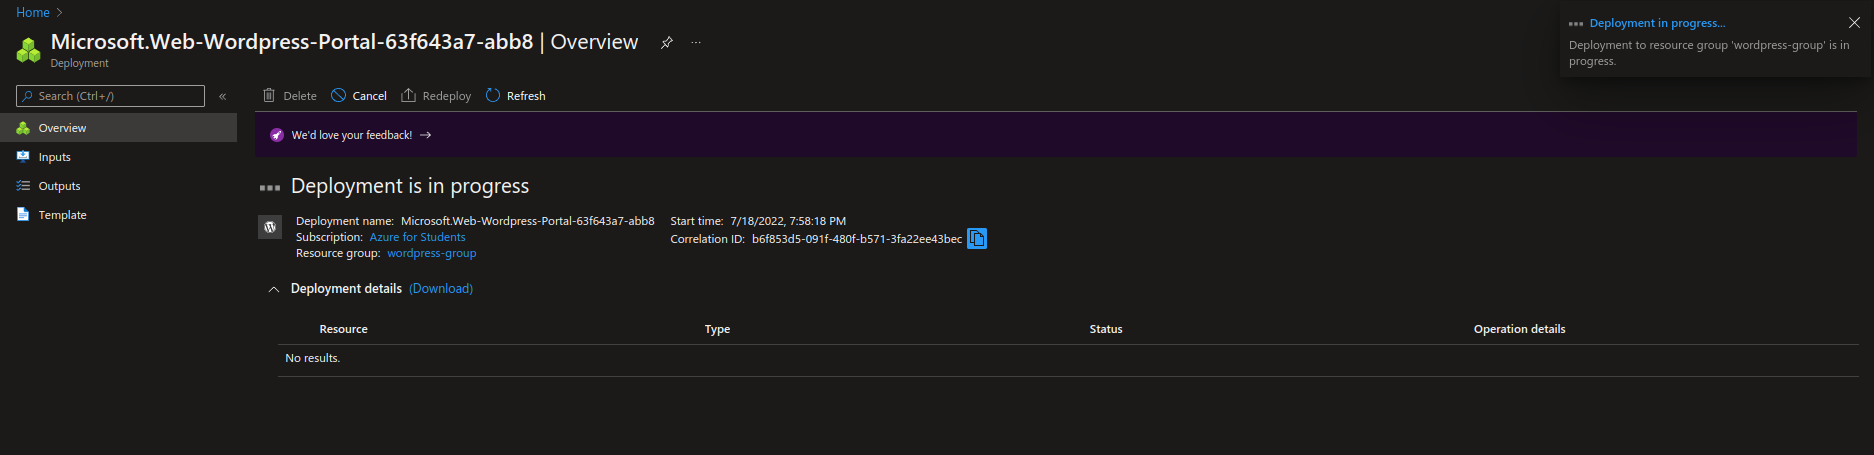 Home >
Microsoft.Web-Wordpress-Portal-63f643a7-abb8 | Overview
Deployment
Deployment in progress...
Deployment to resource group 'wordpress-group' is in
progress.
Search (Ctrl+/)
«
Delete Cancel Redeploy Refresh
Overview
Inputs
Outputs
Template
We'd love your feedback! →
Deployment is in progress
Deployment name: Microsoft.Web-Wordpress-Portal-63f643a7-abb8
Subscription: Azure for Students
Resource group: wordpress-group
Start time: 7/18/2022, 7:58:18 PM
Correlation ID: b6f853d5-091f-480f-b571-3fa22ee43bec
Deployment details (Download)
Resource Type Status Operation details
No results.